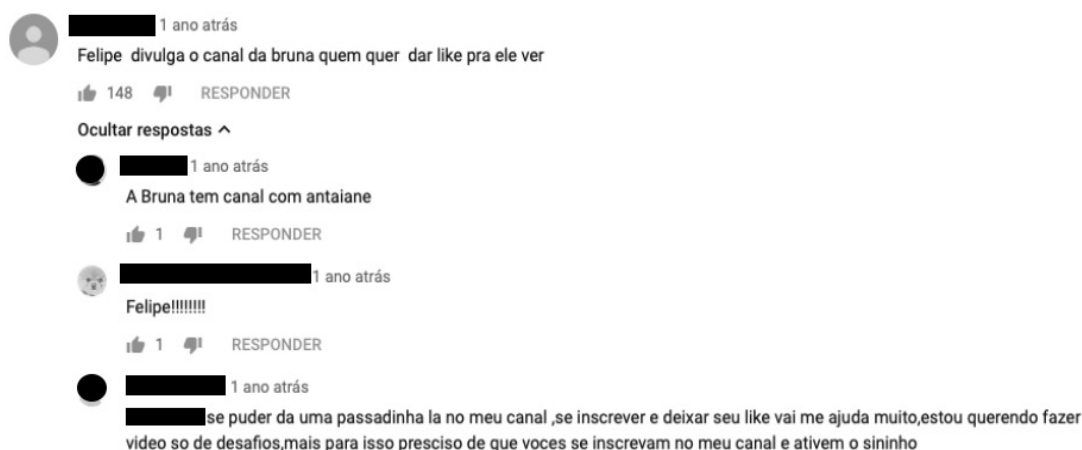 1 ano atrás
Felipe divulga o canal da bruna quem quer dar like pra ele ver
148 RESPONDER
Ocultar respostas
1 ano atrás
A Bruna tem canal com antaiane
1 RESPONDER
1 ano atrás
Felipe!!!!!!!!
1 RESPONDER
1 ano atrás
se puder da uma passadinha la no meu canal ,se inscrever e deixar seu like vai me ajuda muito,estou querendo fazer
video so de desafios,mais para isso presciso de que voces se inscrevam no meu canal e ativem o sininho